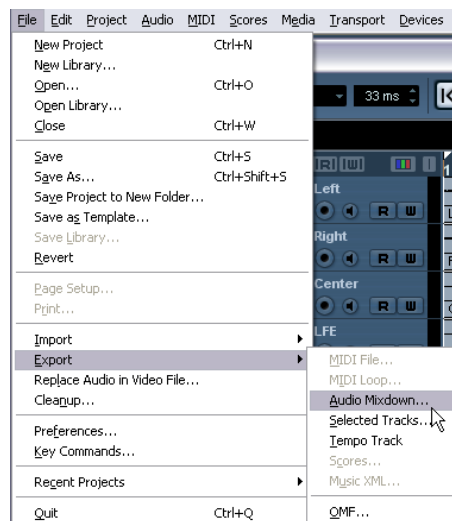 File Edit Project Audio MIDI Scores Media Transport Devices
New Project Ctrl+N
New Library...
Open... Ctrl+O
Open Library...
Close Ctrl+W
Save Ctrl+S
Save As... Ctrl+Shift+S
Save Project to New Folder...
Save as Template...
Save Library...
Revert
Page Setup...
Print...
Import
Export
Replace Audio in Video File...
Cleanup...
Preferences...
Key Commands...
Recent Projects
Quit Ctrl+Q
33 ms
Left
R W
Right
R W
Center
R W
LFE
MIDI File...
MIDI Loop...
Audio Mixdown...
Selected Tracks...
Tempo Track
Scores...
Music XML...
OMF...